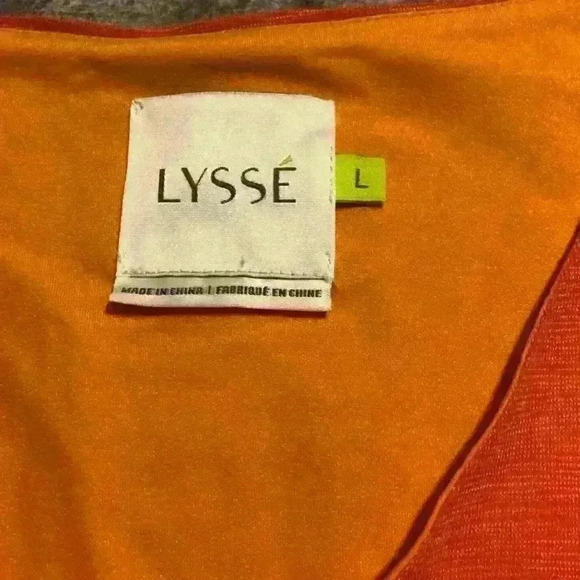 LYSSÉ
L
MADE IN CHINA | FABRIQUÉ EN CHINE